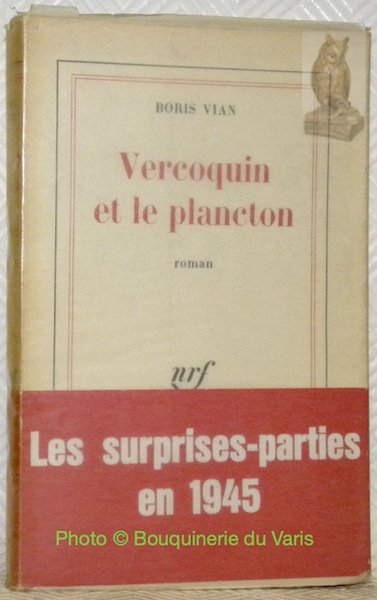 BORIS VIAN
Vercoquin
et le plancton
roman
nrf
Les surprises-parties
en 1945
Photo © Bouquinerie du Varis